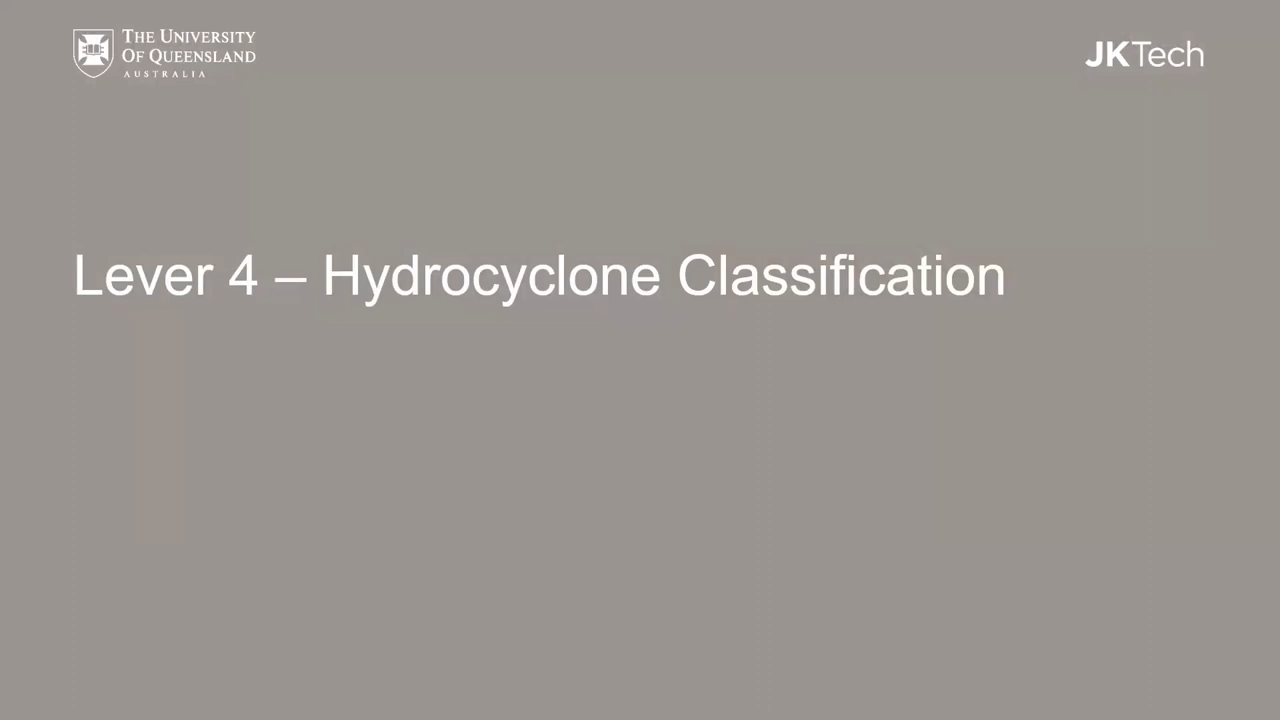 THE UNIVERSITY
OF QUEENSLAND
AUSTRALIA
JKTech
Lever 4 – Hydrocyclone Classification